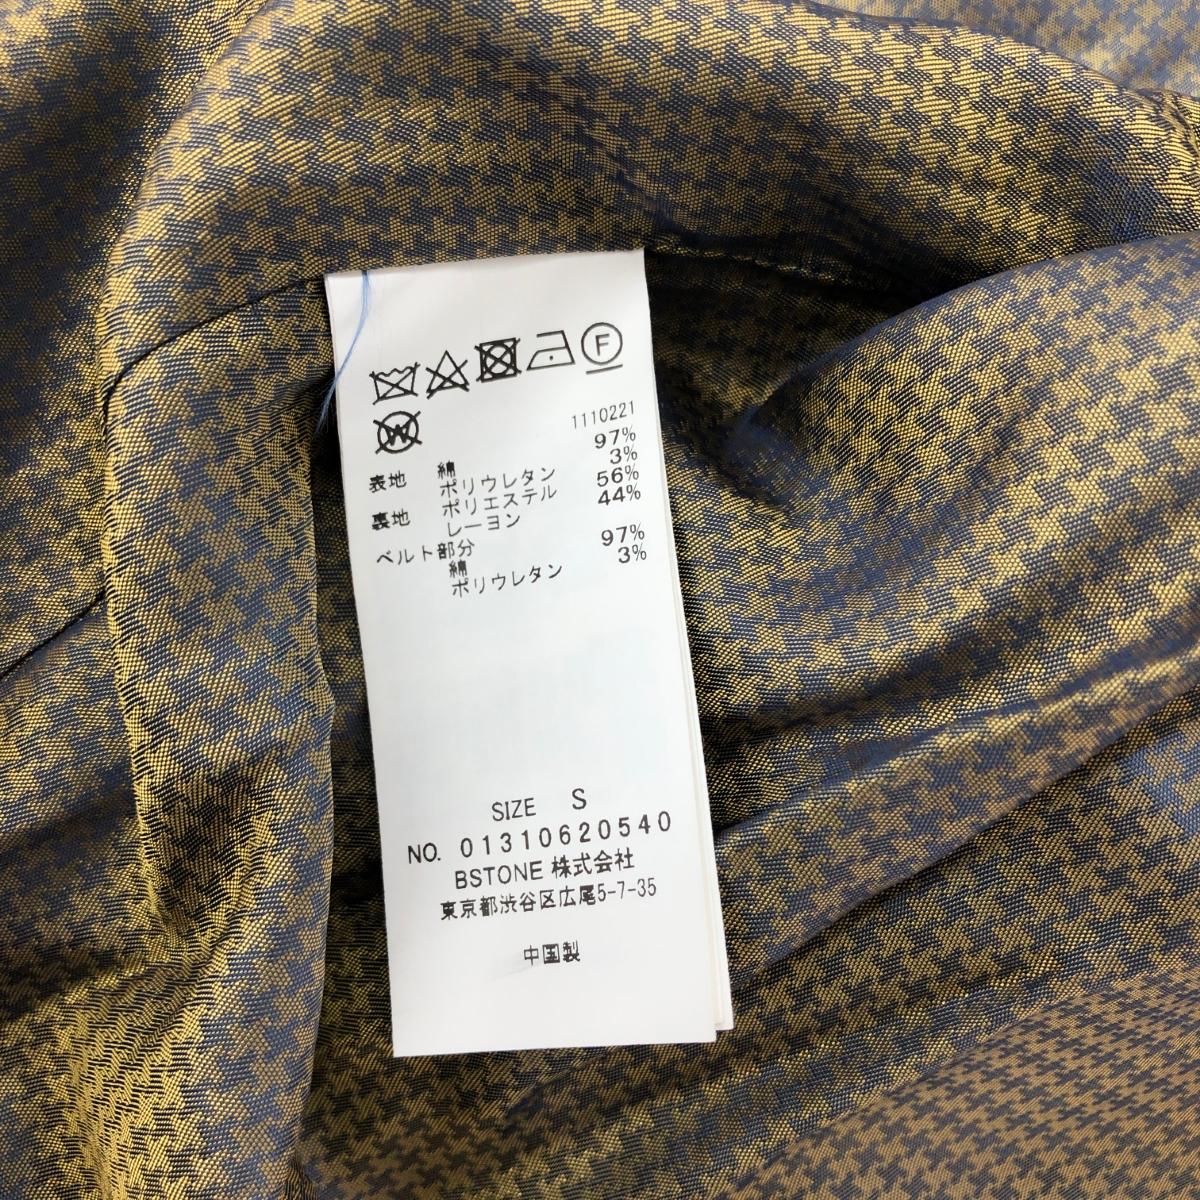 F
W
1110221
表地 綿 97%
ポリウレタン 3%
裏地 ポリエステル 56%
レーヨン 44%
ベルト部分
綿 97%
ポリウレタン 3%
SIZE S
NO. 01310620540
BSTONE 株式会社
東京都渋谷区広尾5-7-35
中国製